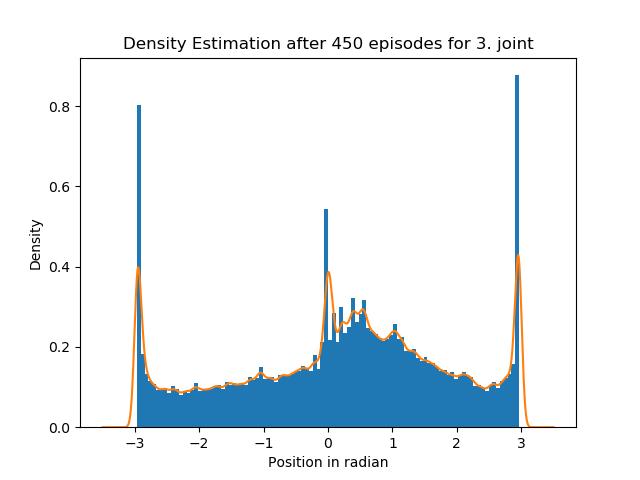 Density Estimation after 450 episodes for 3. joint
0.8
0.6
0.4
0.2
0.0
Density
−3 −2 −1 0 1 2 3
Position in radian